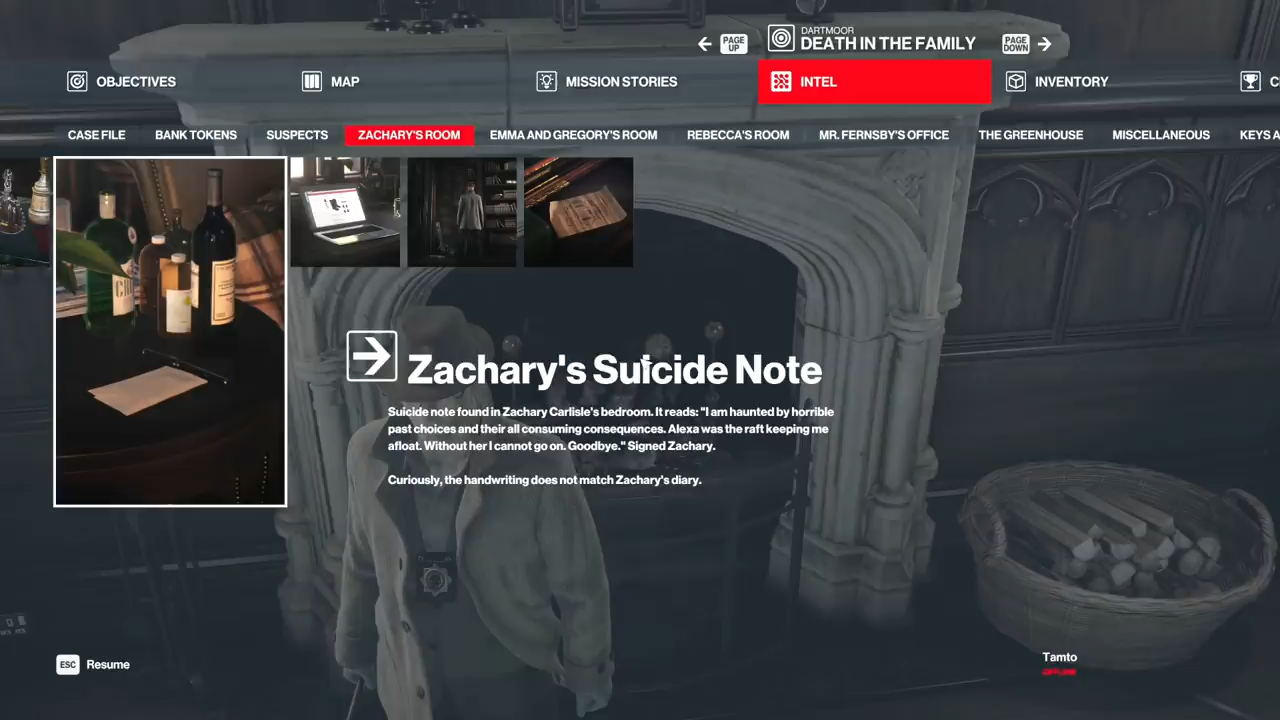 PAGE UP
DARTMOOR
DEATH IN THE FAMILY
PAGE DOWN
OBJECTIVES
MAP
MISSION STORIES
INTEL
INVENTORY
C
CASE FILE
BANK TOKENS
SUSPECTS
ZACHARY'S ROOM
EMMA AND GREGORY'S ROOM
REBECCA'S ROOM
MR. FERNSBY'S OFFICE
THE GREENHOUSE
MISCELLANEOUS
KEYS A
Zachary's Suicide Note
Suicide note found in Zachary Carlisle's bedroom. It reads: "I am haunted by horrible
past choices and their all consuming consequences. Alexa was the raft keeping me
afloat. Without her I cannot go on. Goodbye." Signed Zachary.
Curiously, the handwriting does not match Zachary's diary.
ESC Resume
Tamto
OFFLINE